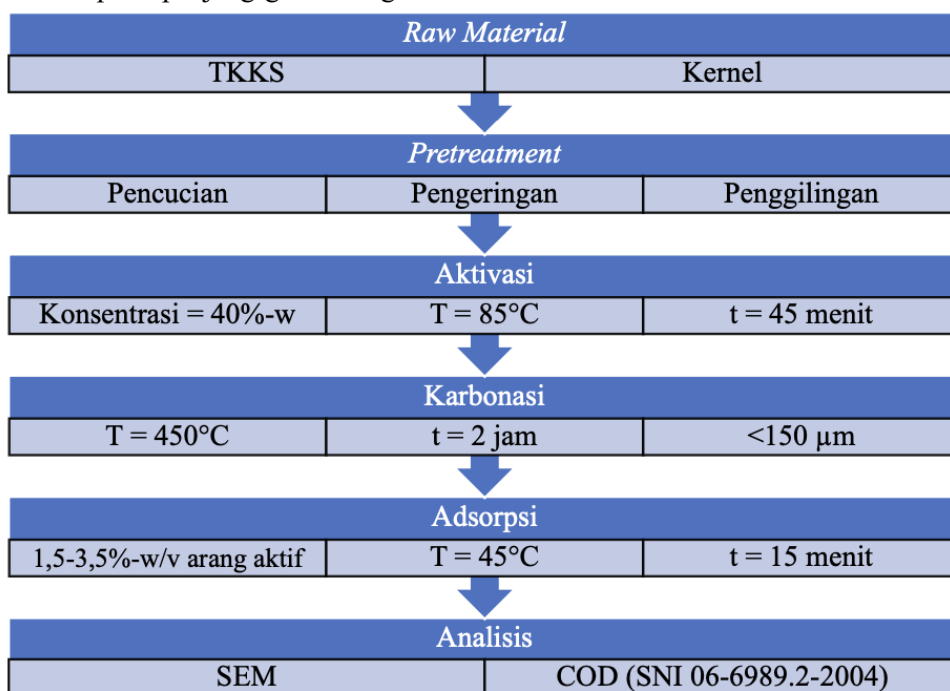 Raw Material
TKKS Kernel
Pretreatment
Pencucian Pengeringan Penggilingan
Aktivasi
Konsentrasi = 40%-w T = 85°C t = 45 menit
Karbonasi
T = 450°C t = 2 jam <150 µm
Adsorpsi
1,5-3,5%-w/v arang aktif T = 45°C t = 15 menit
Analisis
SEM COD (SNI 06-6989.2-2004)